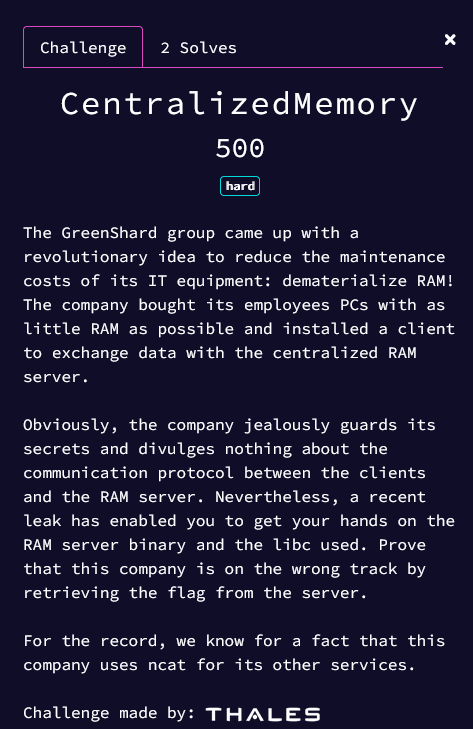 Challenge
2 Solves
×
CentralizedMemory
500
hard
The GreenShard group came up with a
revolutionary idea to reduce the maintenance
costs of its IT equipment: dematerialize RAM!
The company bought its employees PCs with as
little RAM as possible and installed a client
to exchange data with the centralized RAM
server.
Obviously, the company jealously guards its
secrets and divulges nothing about the
communication protocol between the clients
and the RAM server. Nevertheless, a recent
leak has enabled you to get your hands on the
RAM server binary and the libc used. Prove
that this company is on the wrong track by
retrieving the flag from the server.
For the record, we know for a fact that this
company uses ncat for its other services.
Challenge made by: THALES